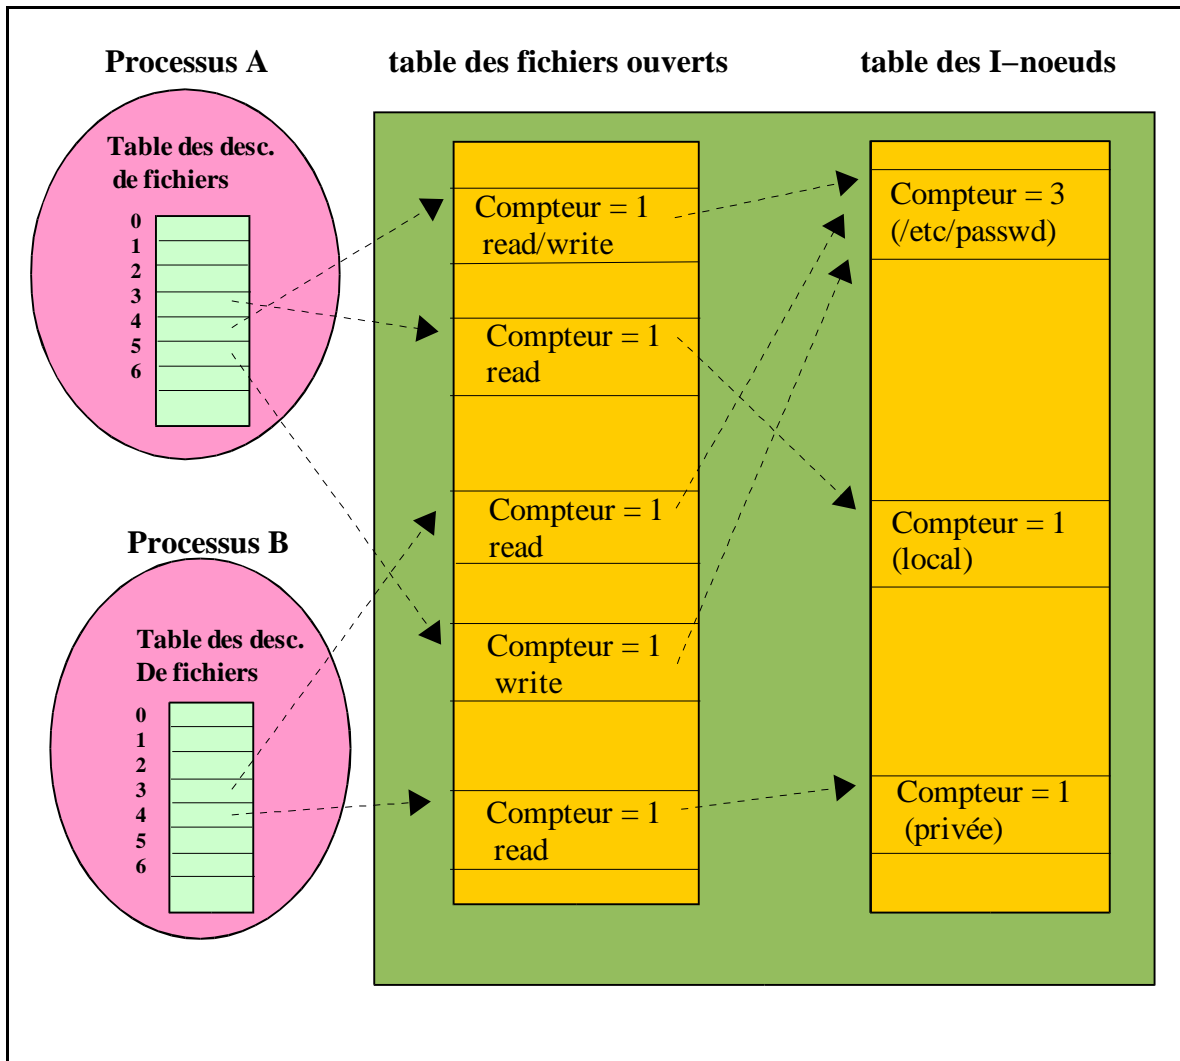 Processus A
table des fichiers ouverts
table des I−noeuds
Table des desc.
de fichiers
0
1
2
3
4
5
6
Compteur = 1
read/write
Compteur = 1
read
Compteur = 1
read
Compteur = 1
write
Compteur = 1
read
Compteur = 3
(/etc/passwd)
Compteur = 1
(local)
Compteur = 1
(privée)
Processus B
Table des desc.
De fichiers
0
1
2
3
4
5
6